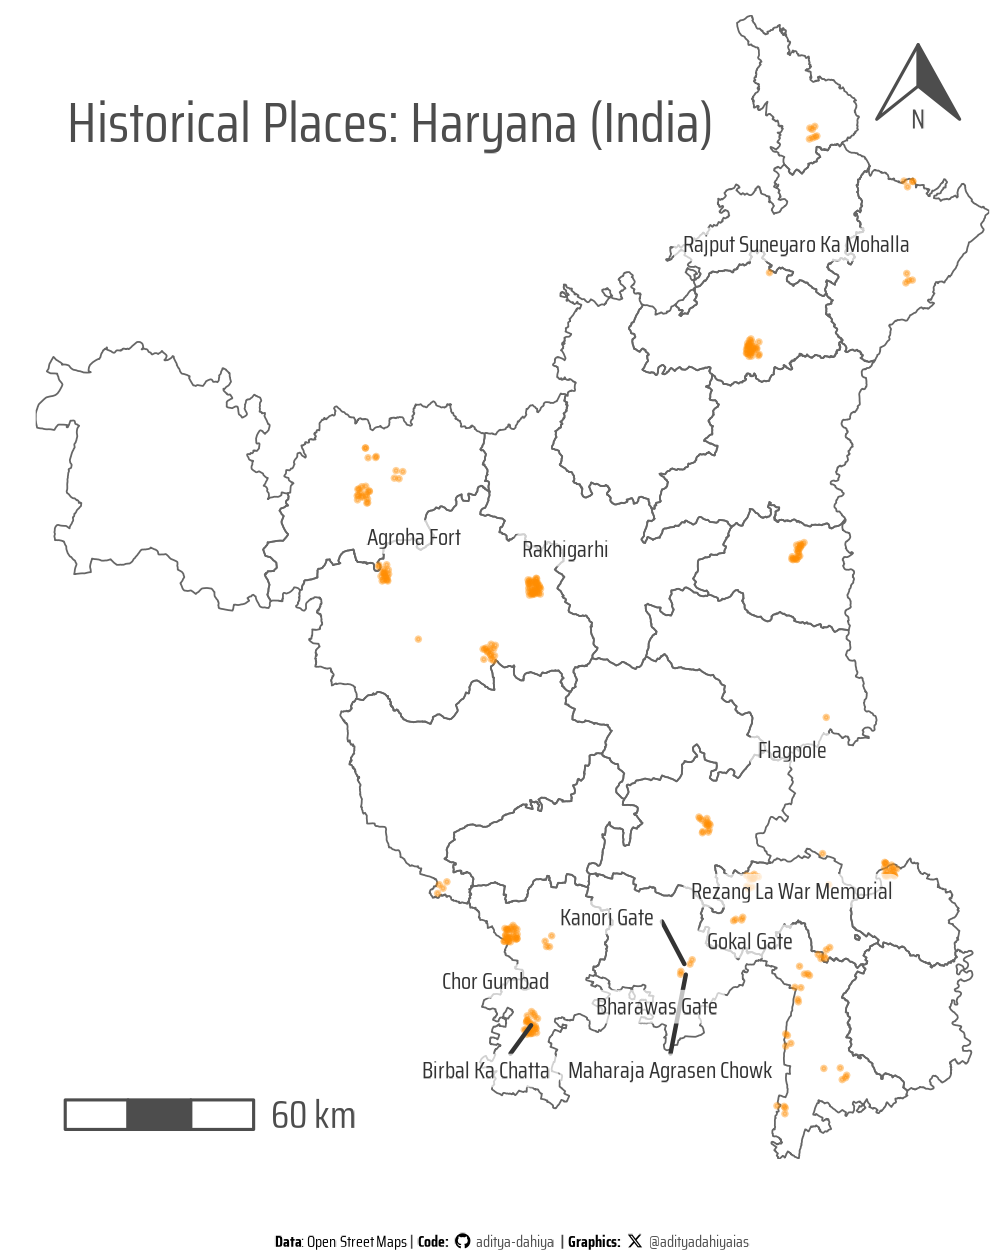 Historical Places: Haryana (India)
N
Rajput Suneyaro Ka Mohalla
Agroha Fort
Rakhigarhi
Flagpole
Rezang La War Memorial
Kanori Gate
Gokal Gate
Chor Gumbad
Bharawas Gate
Birbal Ka Chatta
Maharaja Agrasen Chowk
60 km
Data: Open Street Maps | Code: aditya-dahiya | Graphics: @adityadahiyaias